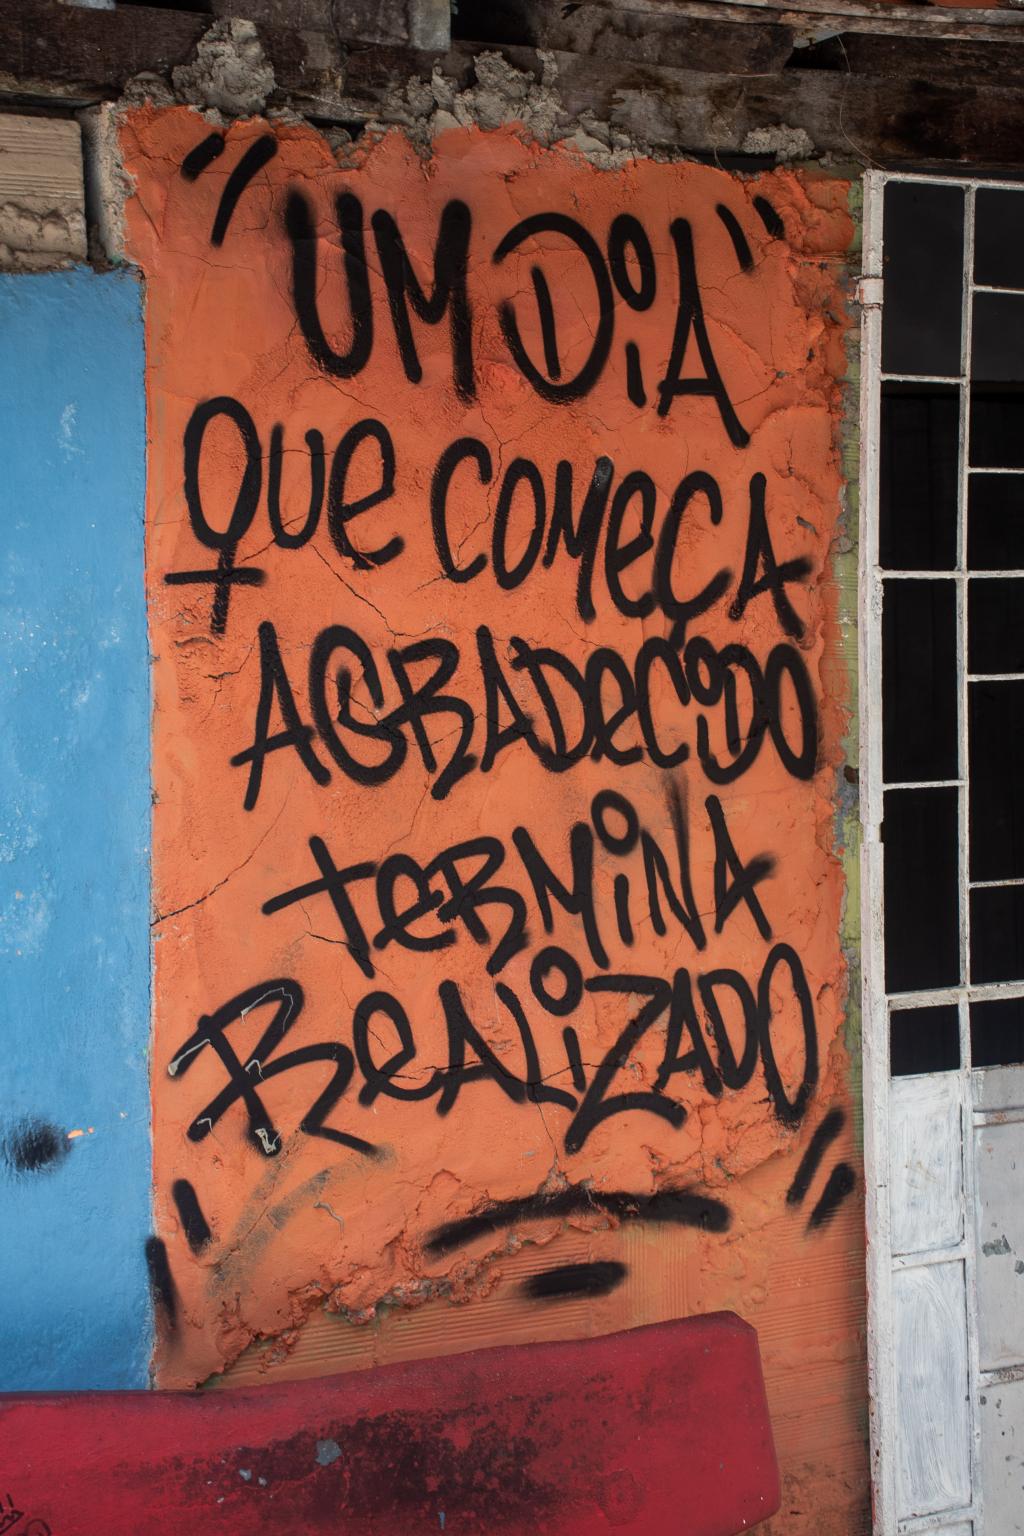 "UM DiA"
QUe COMeÇA
AGRADeCiDO
TeRMiNA
ReALiZADO